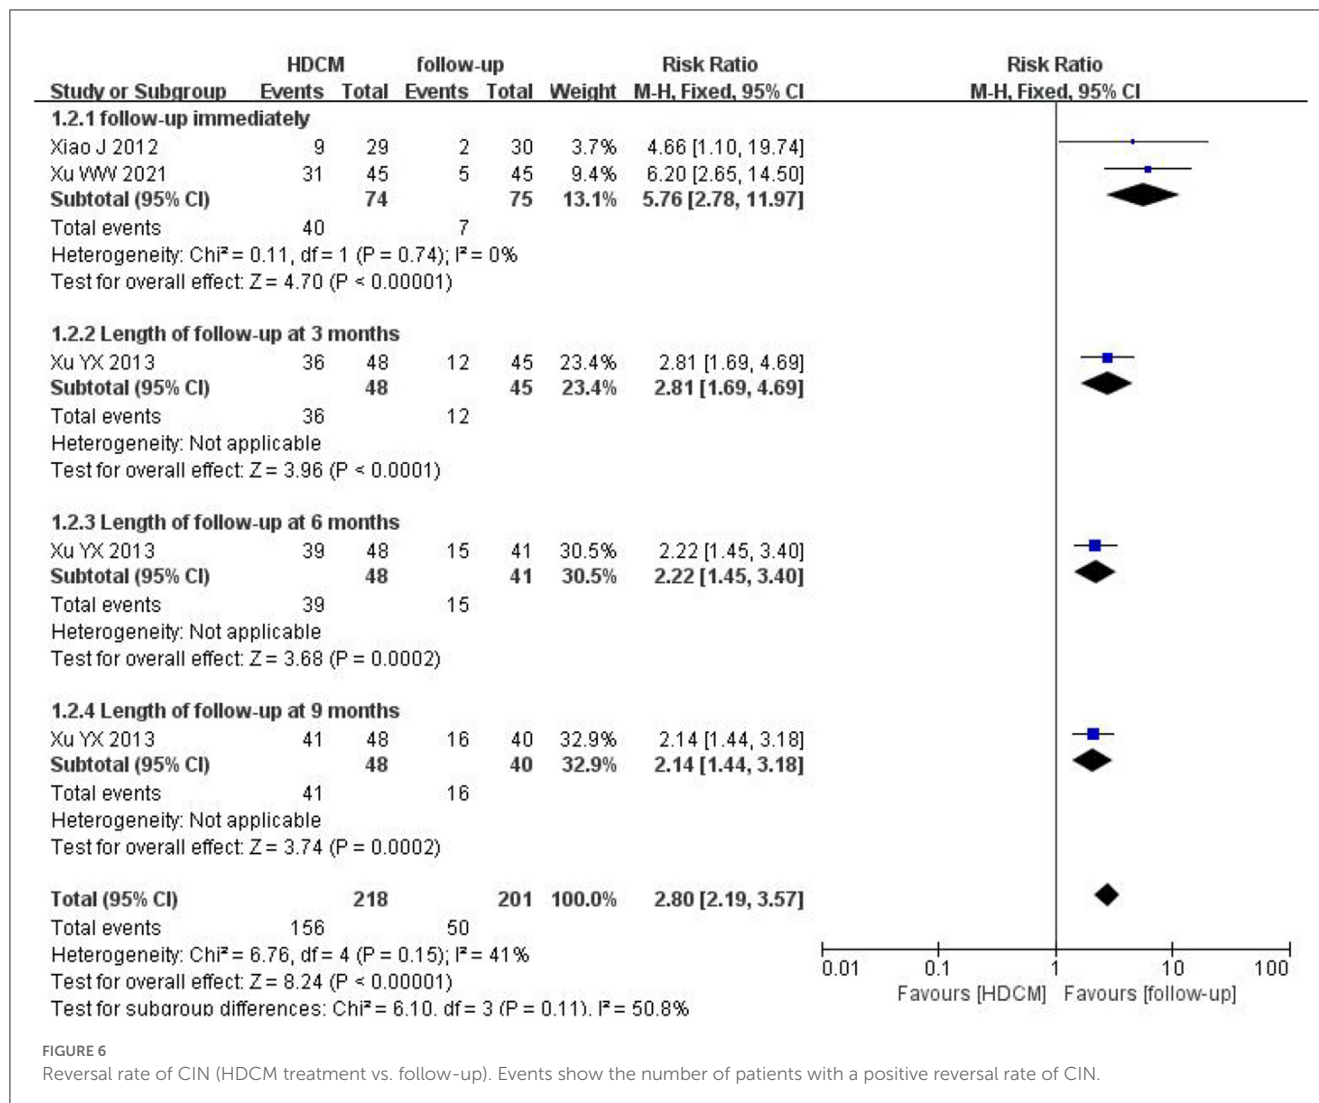 HDCM follow-up Risk Ratio Risk Ratio
Study or Subgroup Events Total Events Total Weight M-H, Fixed, 95% CI M-H, Fixed, 95% CI
1.2.1 follow-up immediately
Xiao J 2012 9 29 2 30 3.7% 4.66 [1.10, 19.74]
Xu WW 2021 31 45 5 45 9.4% 6.20 [2.65, 14.50]
Subtotal (95% CI) 74 75 13.1% 5.76 [2.78, 11.97]
Total events 40 7
Heterogeneity: Chi² = 0.11, df = 1 (P = 0.74); I² = 0%
Test for overall effect: Z = 4.70 (P < 0.00001)
1.2.2 Length of follow-up at 3 months
Xu YX 2013 36 48 12 45 23.4% 2.81 [1.69, 4.69]
Subtotal (95% CI) 48 45 23.4% 2.81 [1.69, 4.69]
Total events 36 12
Heterogeneity: Not applicable
Test for overall effect: Z = 3.96 (P < 0.0001)
1.2.3 Length of follow-up at 6 months
Xu YX 2013 39 48 15 41 30.5% 2.22 [1.45, 3.40]
Subtotal (95% CI) 48 41 30.5% 2.22 [1.45, 3.40]
Total events 39 15
Heterogeneity: Not applicable
Test for overall effect: Z = 3.68 (P = 0.0002)
1.2.4 Length of follow-up at 9 months
Xu YX 2013 41 48 16 40 32.9% 2.14 [1.44, 3.18]
Subtotal (95% CI) 48 40 32.9% 2.14 [1.44, 3.18]
Total events 41 16
Heterogeneity: Not applicable
Test for overall effect: Z = 3.74 (P = 0.0002)
Total (95% CI) 218 201 100.0% 2.80 [2.19, 3.57]
Total events 156 50
Heterogeneity: Chi² = 6.76, df = 4 (P = 0.15); I² = 41%
Test for overall effect: Z = 8.24 (P < 0.00001)
Test for subgroup differences: Chi² = 6.10, df = 3 (P = 0.11), I² = 50.8%
0.01 0.1 1 10 100
Favours [HDCM] Favours [follow-up]
FIGURE 6
Reversal rate of CIN (HDCM treatment vs. follow-up). Events show the number of patients with a positive reversal rate of CIN.